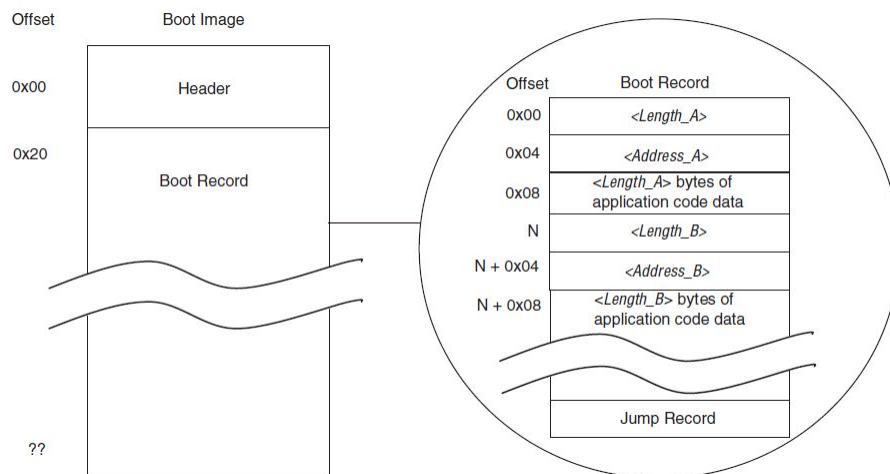 Offset Boot Image
0x00 Header
0x20
Boot Record
??
Offset Boot Record
0x00 <Length_A>
0x04 <Address_A>
0x08 <Length_A> bytes of
application code data
N <Length_B>
N + 0x04 <Address_B>
N + 0x08 <Length_B> bytes of
application code data
Jump Record